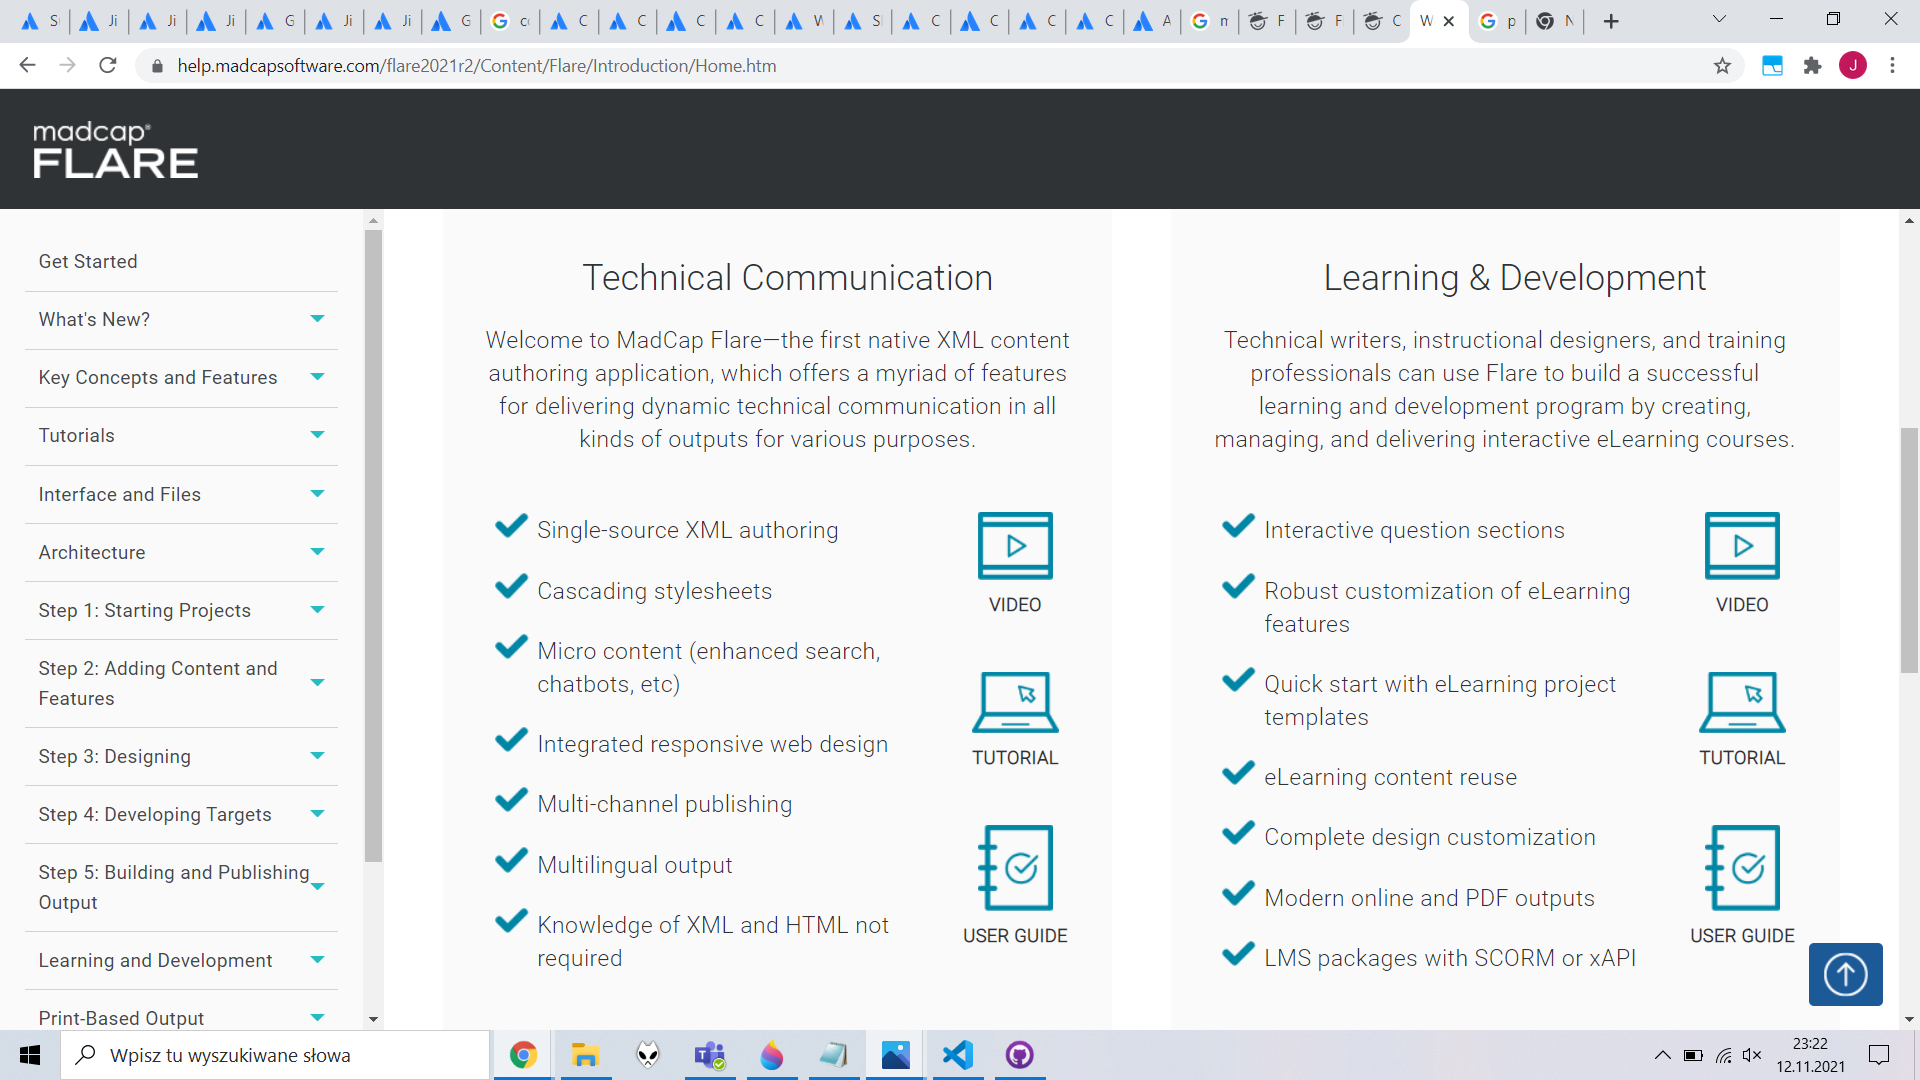 help.madcapsoftware.com/flare2021r2/Content/Flare/Introduction/Home.htm
J
madcap®
FLARE
Get Started
What's New?
Key Concepts and Features
Tutorials
Interface and Files
Architecture
Step 1: Starting Projects
Step 2: Adding Content and
Features
Step 3: Designing
Step 4: Developing Targets
Step 5: Building and Publishing
Output
Learning and Development
Print-Based Output
Technical Communication
Welcome to MadCap Flare—the first native XML content
authoring application, which offers a myriad of features
for delivering dynamic technical communication in all
kinds of outputs for various purposes.
Single-source XML authoring
Cascading stylesheets
Micro content (enhanced search,
chatbots, etc)
Integrated responsive web design
Multi-channel publishing
Multilingual output
Knowledge of XML and HTML not
required
VIDEO
TUTORIAL
USER GUIDE
Learning & Development
Technical writers, instructional designers, and training
professionals can use Flare to build a successful
learning and development program by creating,
managing, and delivering interactive eLearning courses.
Interactive question sections
Robust customization of eLearning
features
Quick start with eLearning project
templates
eLearning content reuse
Complete design customization
Modern online and PDF outputs
LMS packages with SCORM or xAPI
VIDEO
TUTORIAL
USER GUIDE
Wpisz tu wyszukiwane słowa
23:22
12.11.2021